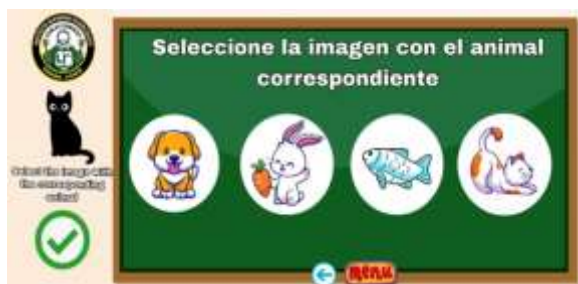 Seleccione la imagen con el animal
correspondiente
Select the image with
the corresponding
animal
MENU